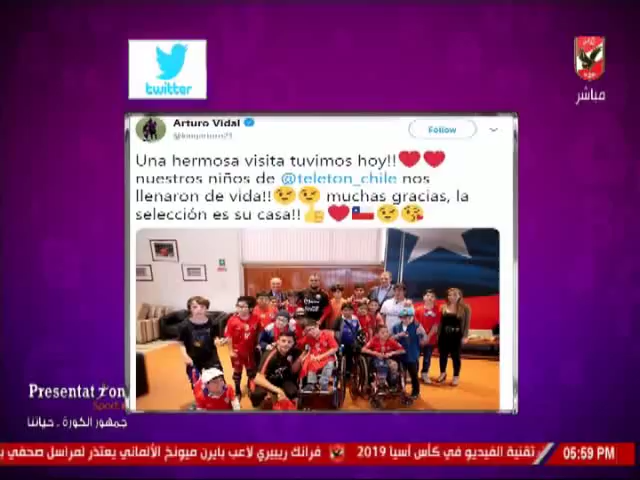 twitter
مباشر
Arturo Vidal
Follow
Una hermosa visita tuvimos hoy!!❤️❤️
nuestros niños de @teleton_chile nos
llenaron de vida!!😏😏 muchas gracias, la
selección es su casa!!👍❤️🇨🇱😏😘
Presentation
Sport
جمهور الكورة .. حياتنا
تقنية الفيديو في كأس آسيا 2019 فرانك ريبيري لاعب بايرن ميونخ الألماني يعتذر لمراسل صحفي
05:59 PM